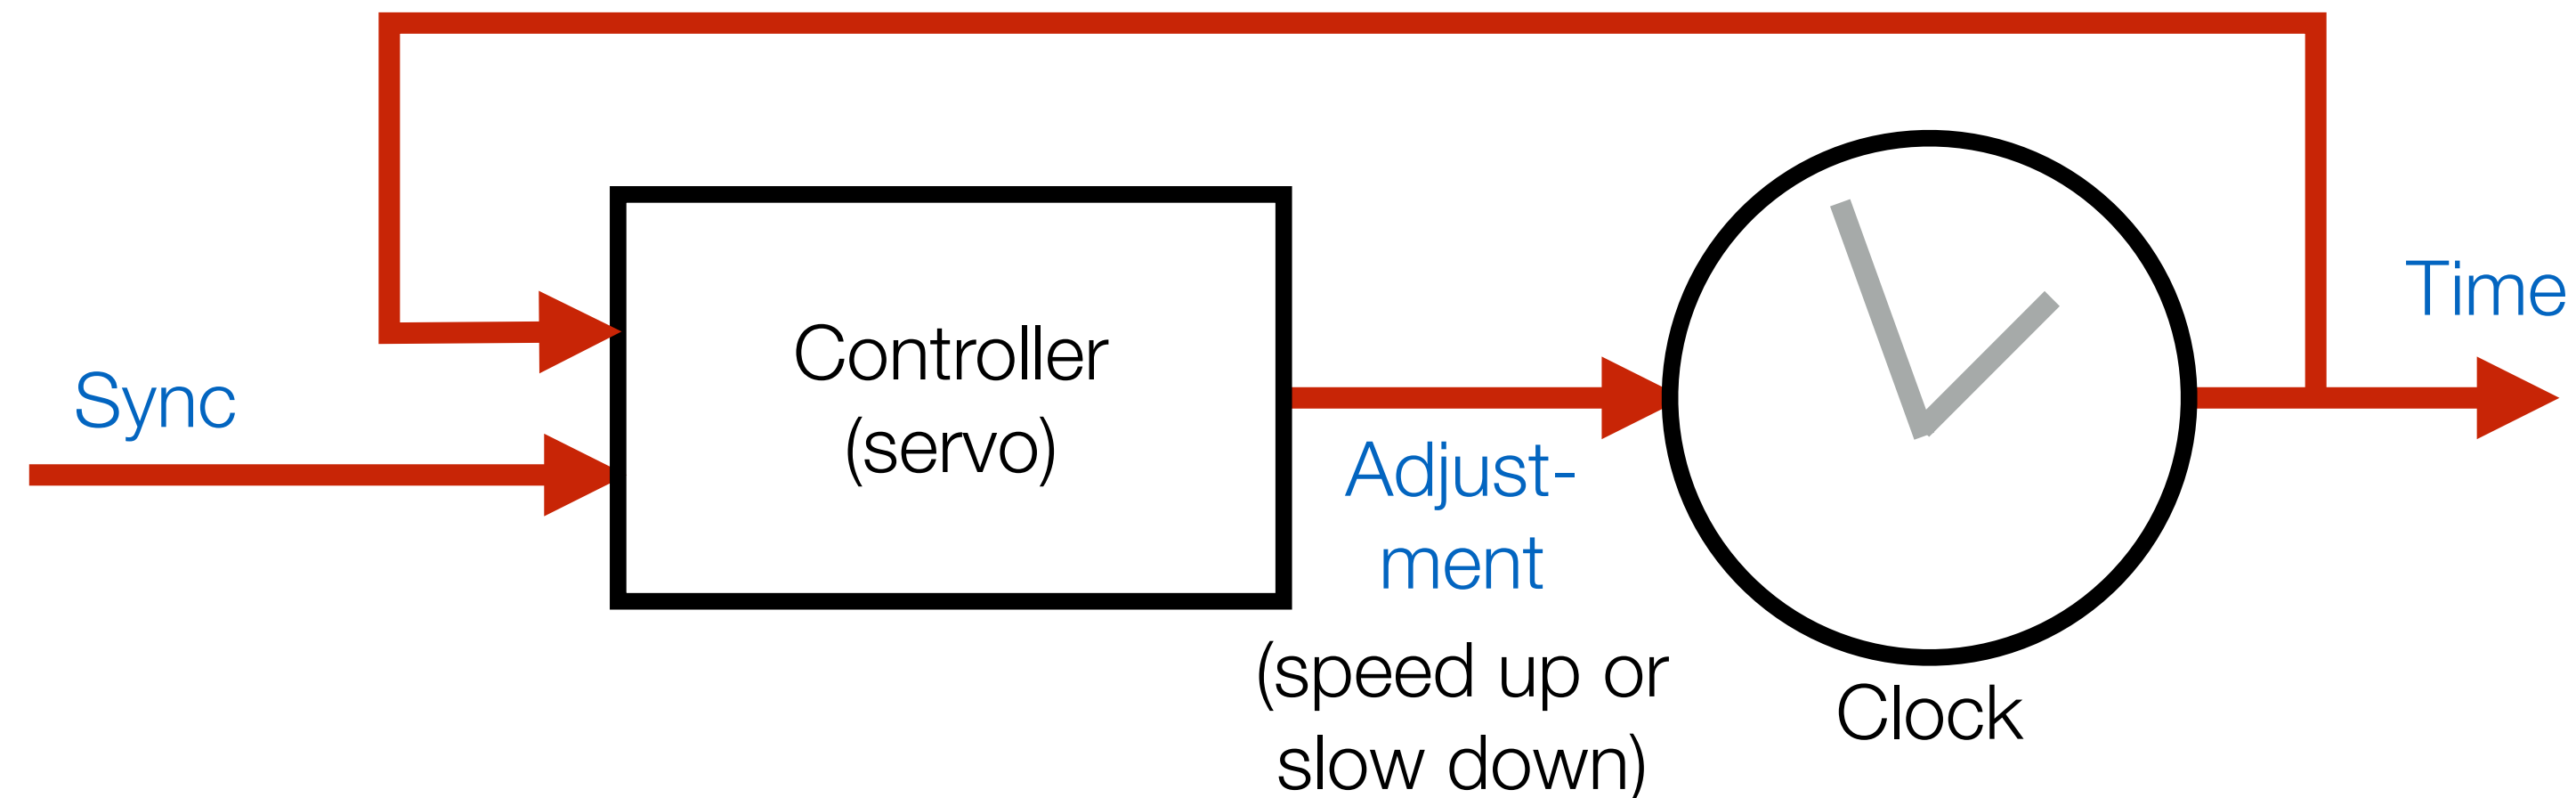 Sync
Controller
(servo)
Adjust-
ment
(speed up or
slow down)
Clock
Time